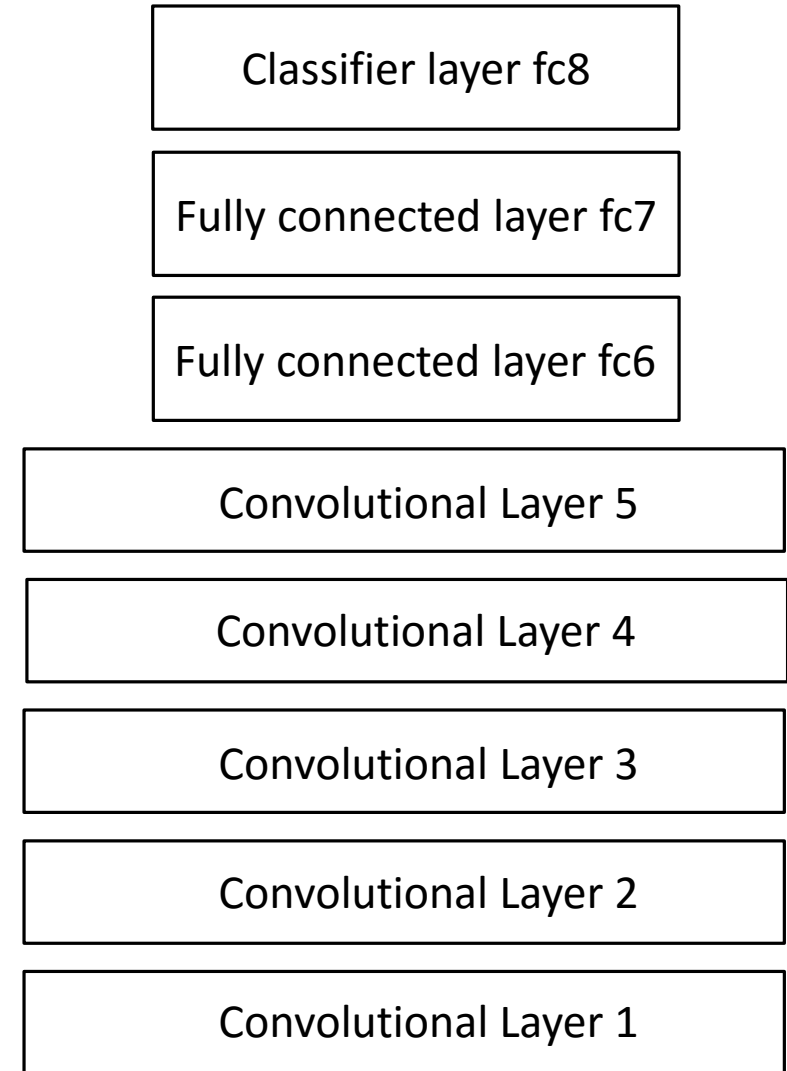 Classifier layer fc8
Fully connected layer fc7
Fully connected layer fc6
Convolutional Layer 5
Convolutional Layer 4
Convolutional Layer 3
Convolutional Layer 2
Convolutional Layer 1